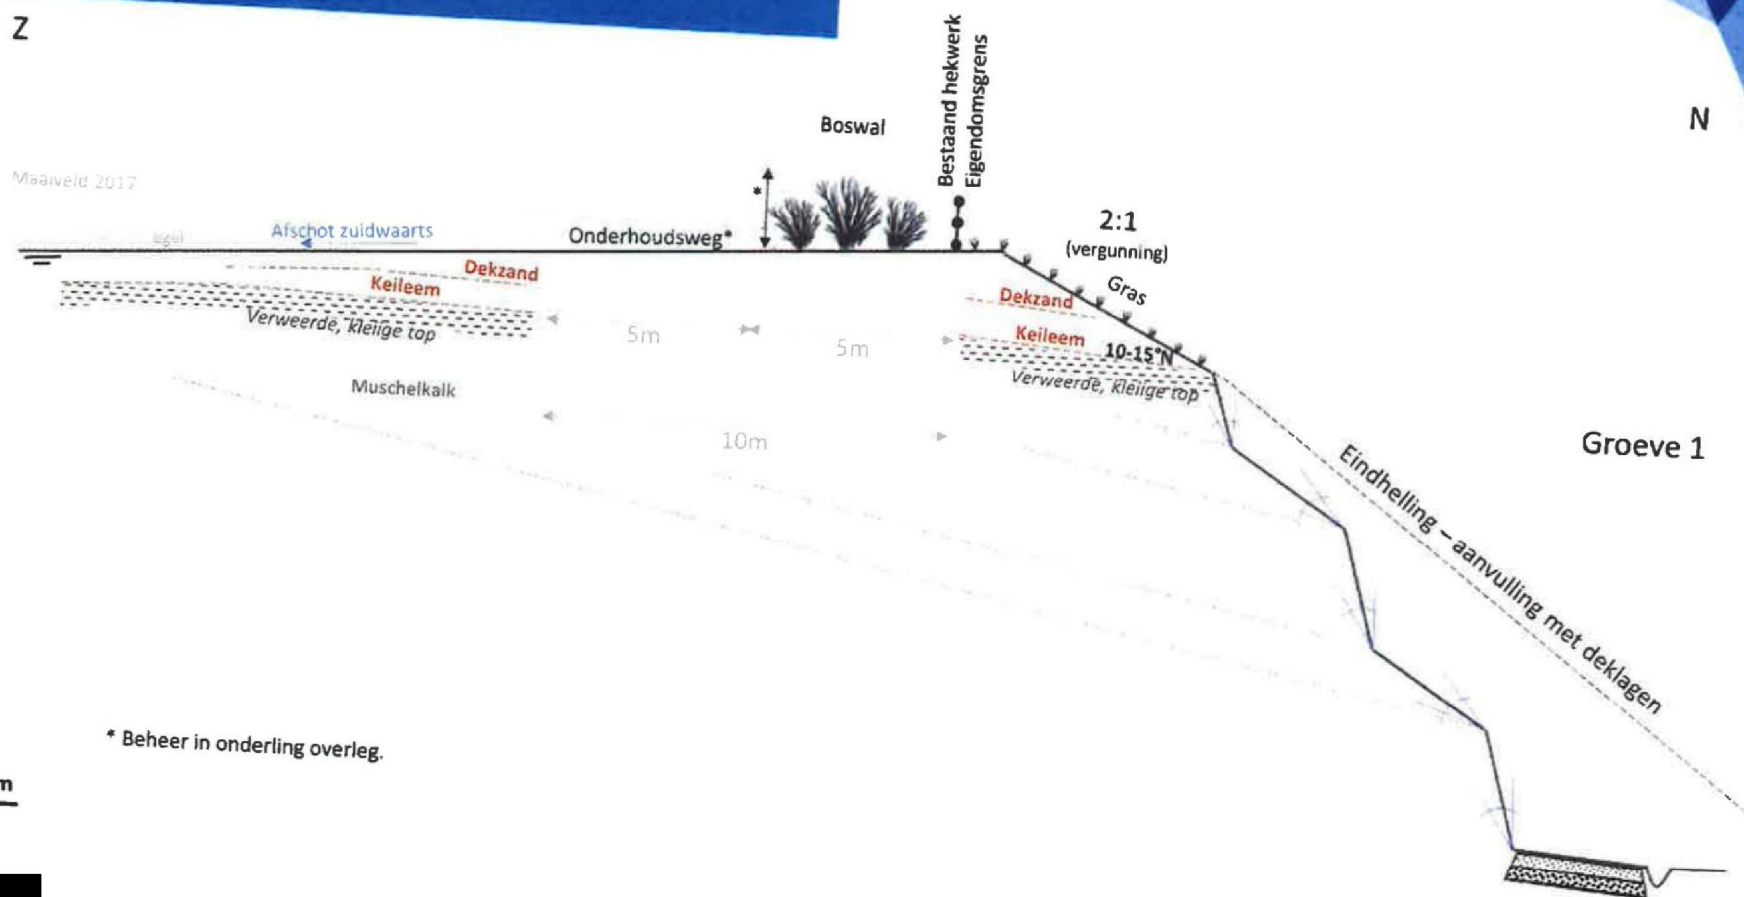 Z
N
Bestaand hekwerk
Eigendomsgrens
Boswal
Maaiveld 2017
*
2:1
(vergunning)
Afschot zuidwaarts
Onderhoudsweg*
Gras
Dekzand
Keileem
Verweerde, kleiige top
Dekzand
Keileem
10-15°N
Verweerde, kleiige top
5m
5m
Muschelkalk
10m
Groeve 1
Eindhelling – aanvulling met deklagen
* Beheer in onderling overleg.
m